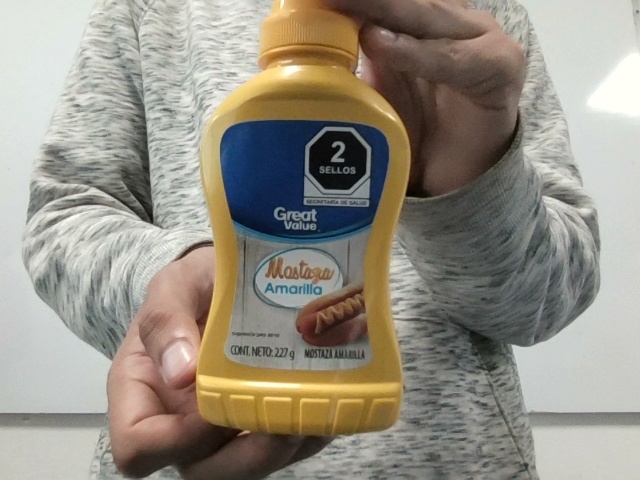 2
SELLOS
SECRETARÍA DE SALUD
Great
Value
Mostaza
Amarilla
CONT. NETO: 227 g MOSTAZA AMARILLA